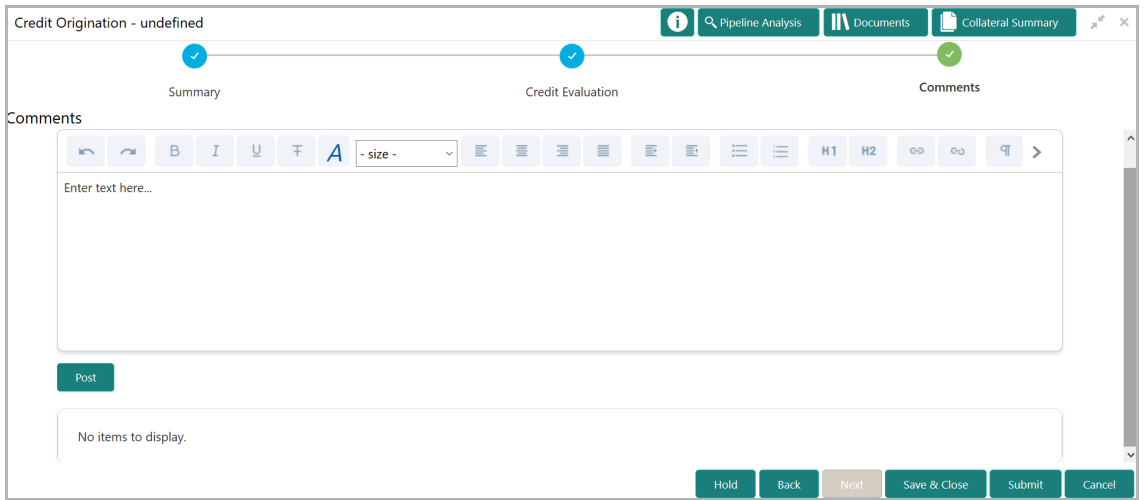 Credit Origination - undefined
i Pipeline Analysis Documents Collateral Summary
Summary Credit Evaluation Comments
Comments
B I U T A - size - H1 H2
Enter text here...
Post
No items to display.
Hold Back Next Save & Close Submit Cancel